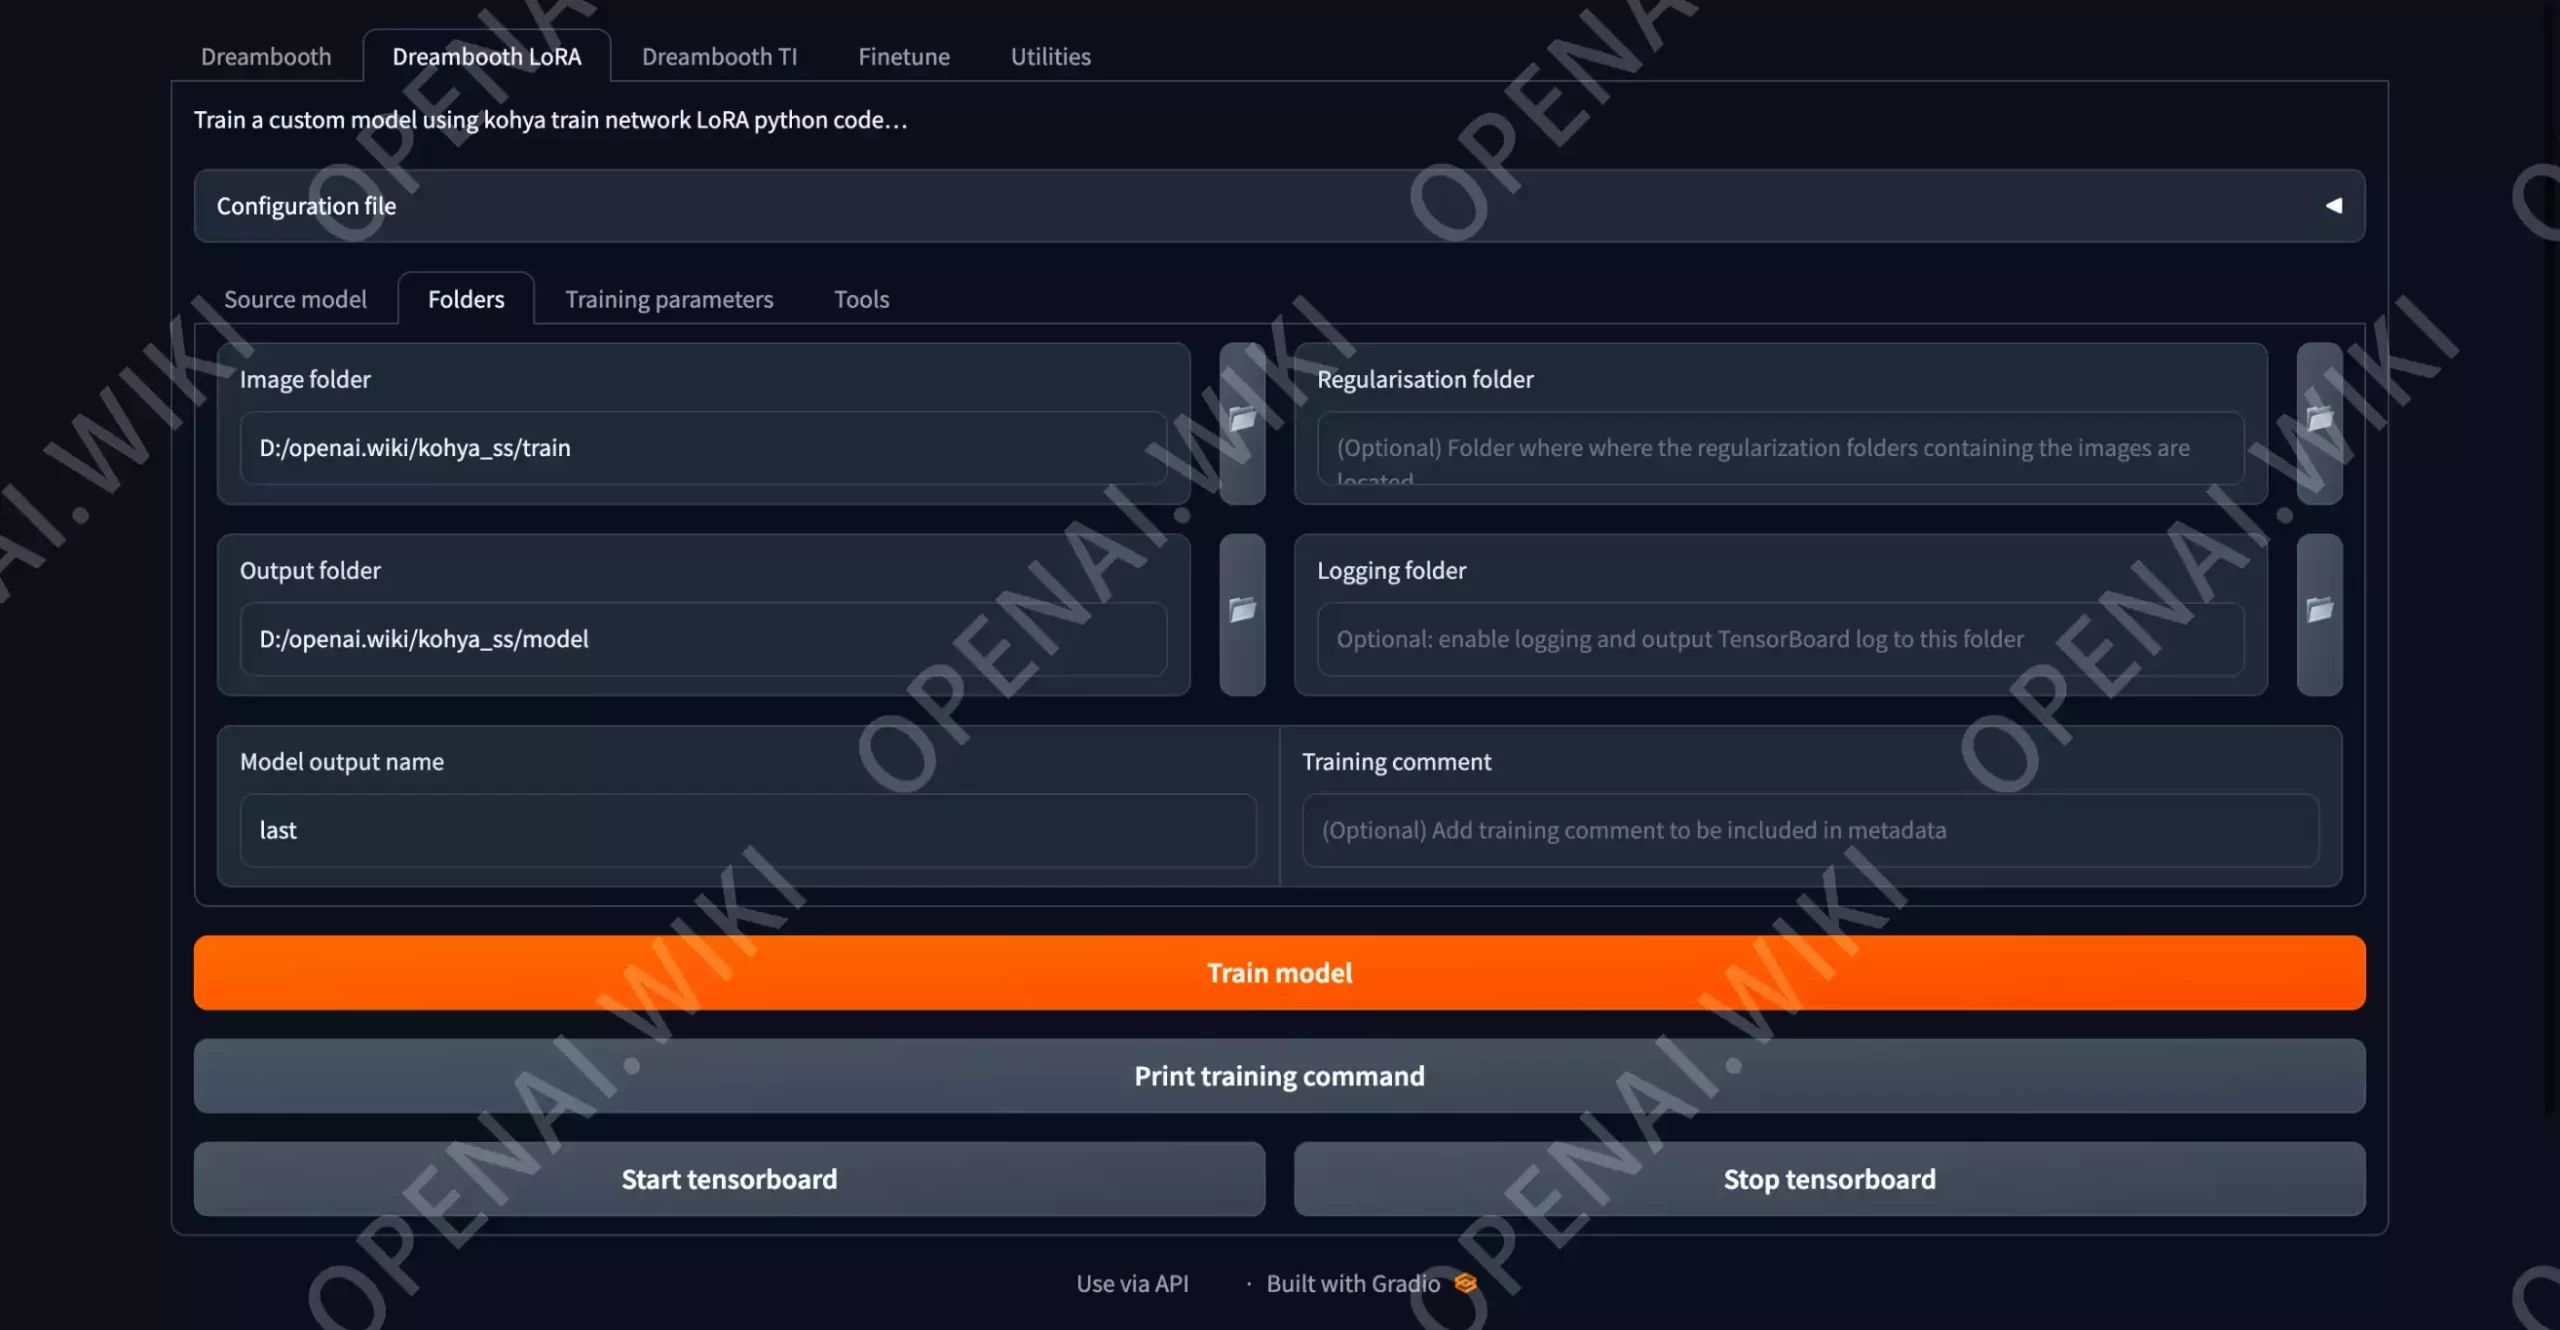 Dreambooth
Dreambooth LoRA
Dreambooth TI
Finetune
Utilities
Train a custom model using kohya train network LoRA python code...
Configuration file
Source model
Folders
Training parameters
Tools
Image folder
D:/openai.wiki/kohya_ss/train
Regularisation folder
(Optional) Folder where where the regularization folders containing the images are
located
Output folder
D:/openai.wiki/kohya_ss/model
Logging folder
Optional: enable logging and output TensorBoard log to this folder
Model output name
last
Training comment
(Optional) Add training comment to be included in metadata
Train model
Print training command
Start tensorboard
Stop tensorboard
Use via API
· Built with Gradio
OPENAI.WIKI
OPENAI.WIKI
OPENAI.WIKI
OPENAI.WIKI